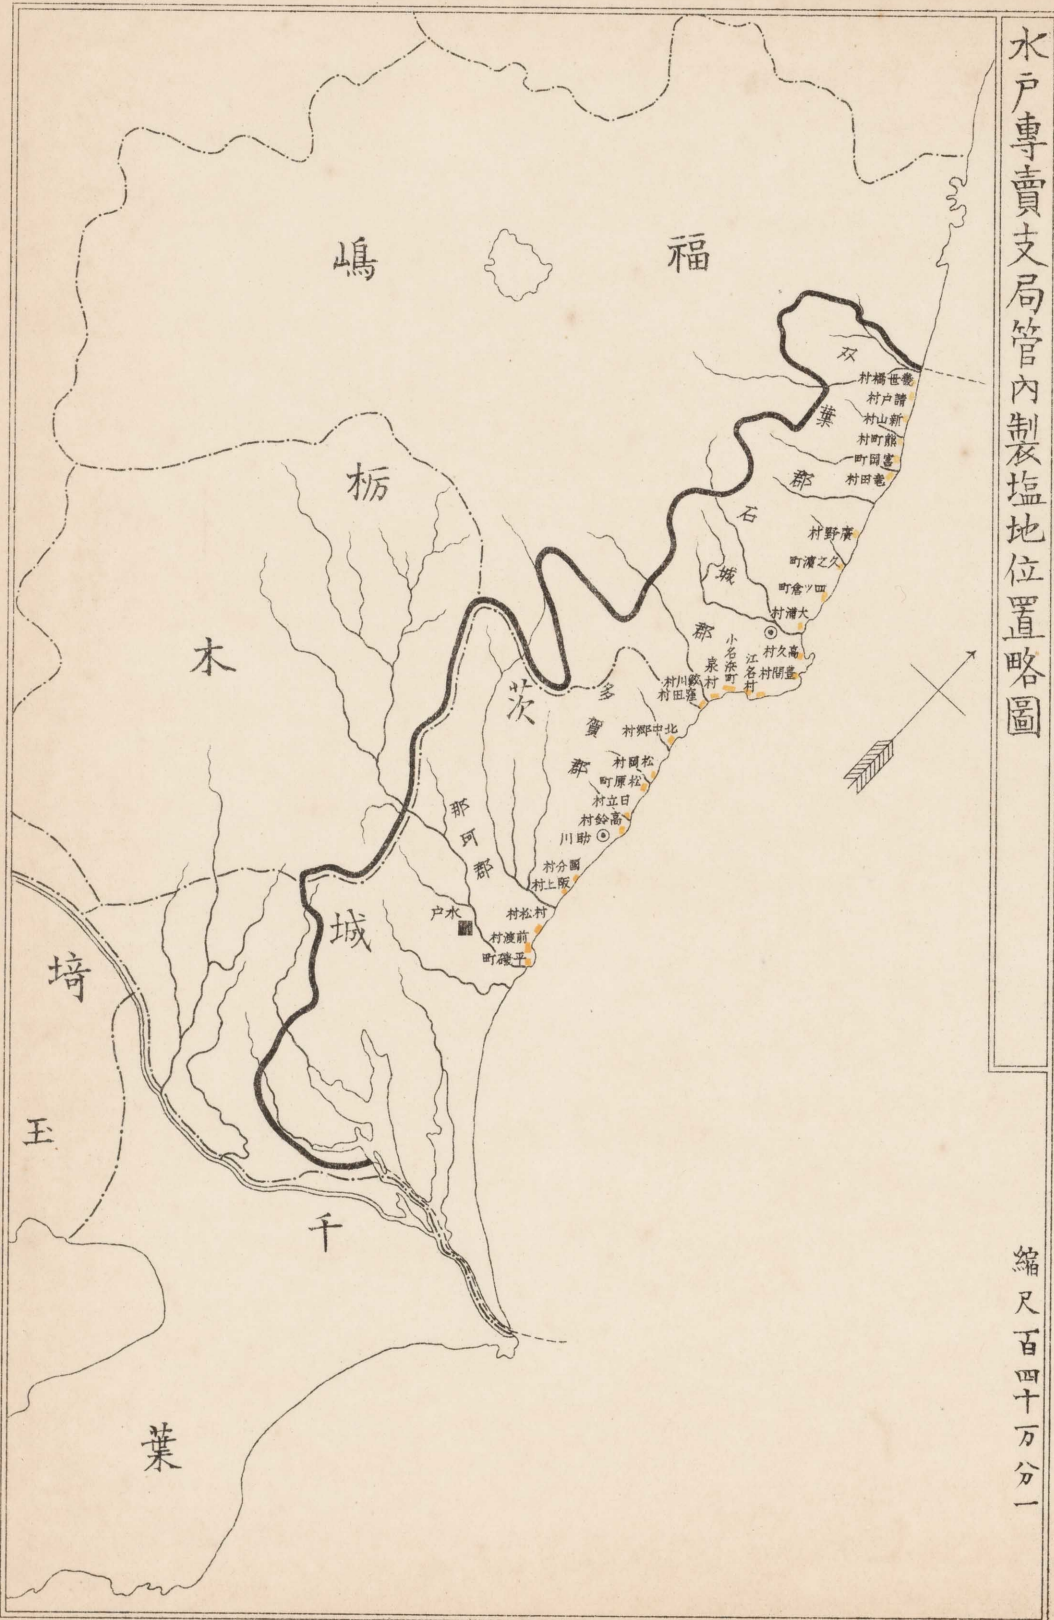 水戸專賣支局管內製塩地位置略圖
縮尺百四十万分一
福嶋
栃木
茨城
埼玉
千葉
双葉郡
幾世橋村
請戸村
新山村
熊町村
富岡町
竜田村
石城郡
廣野村
久之濱町
四ツ倉町
大浦村
高久村
豊間村
江名村
小名浜町
泉村
鮫川村
窪田村
多賀郡
北中郷村
松岡村
松原町
日立村
高鈴村
助川
國分村
阪上村
那珂郡
村松村
水戸
前渡村
平磯町